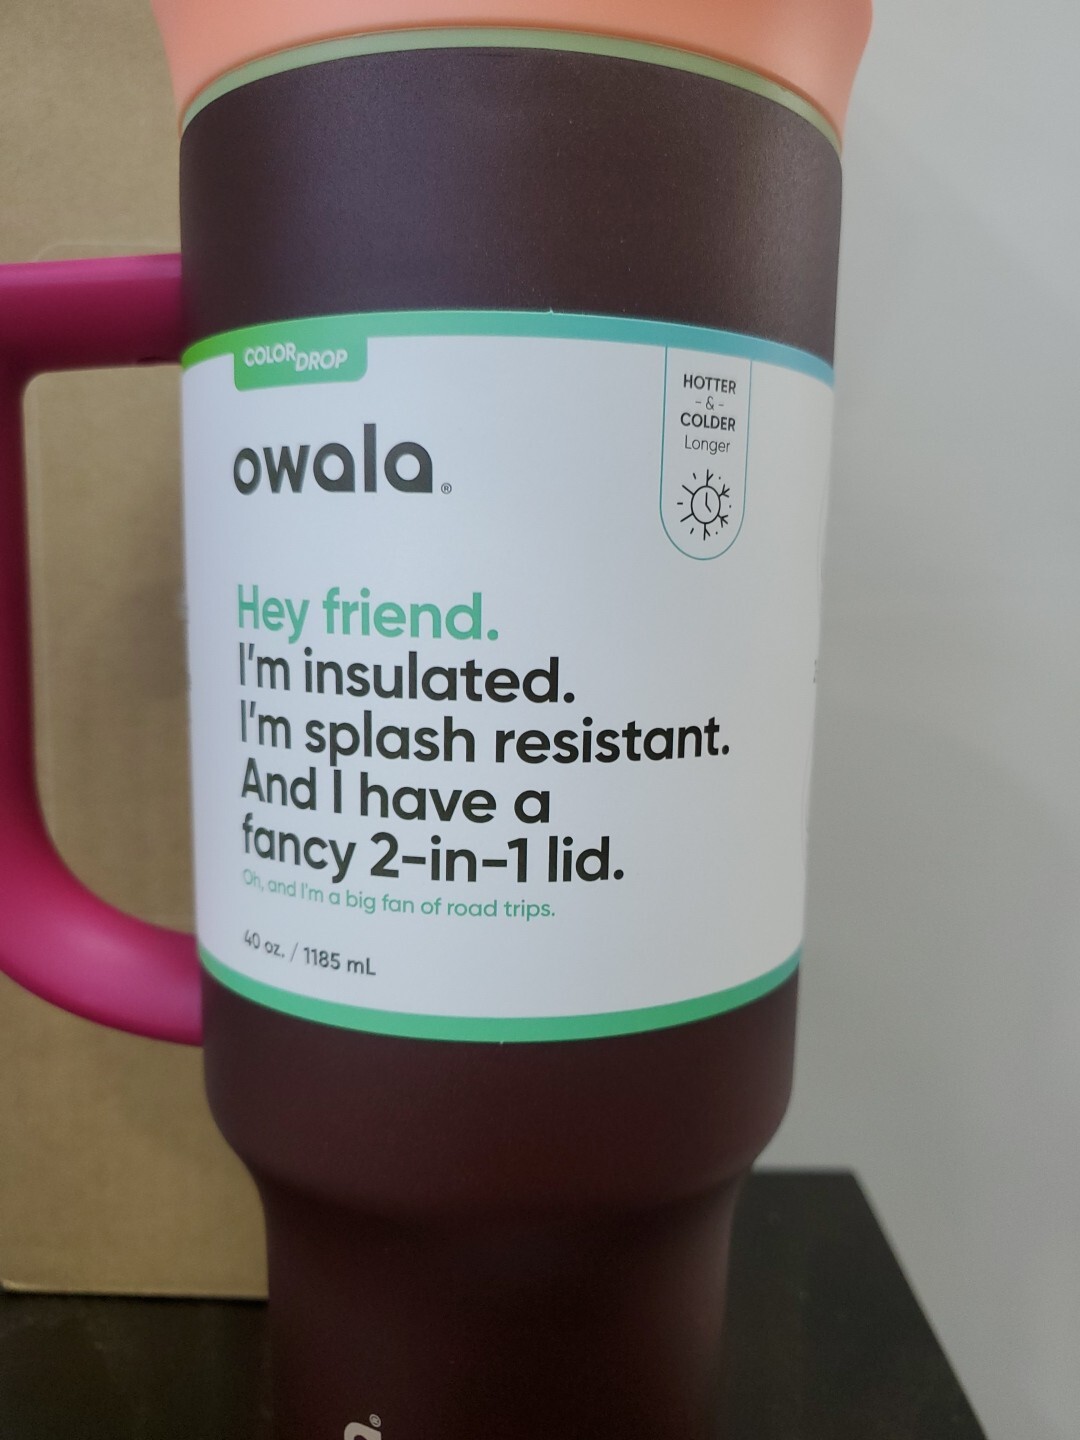 COLOR DROP
owala®
HOTTER
- & -
COLDER
Longer
Hey friend.
I'm insulated.
I'm splash resistant.
And I have a
fancy 2-in-1 lid.
Oh, and I'm a big fan of road trips.
40 oz. / 1185 mL
a®